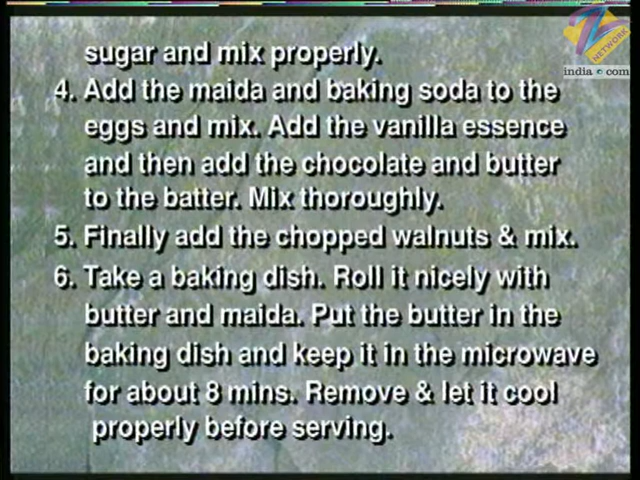 Z
NETWORK
india.com
sugar and mix properly.
4. Add the maida and baking soda to the
eggs and mix. Add the vanilla essence
and then add the chocolate and butter
to the batter. Mix thoroughly.
5. Finally add the chopped walnuts & mix.
6. Take a baking dish. Roll it nicely with
butter and maida. Put the butter in the
baking dish and keep it in the microwave
for about 8 mins. Remove & let it cool
properly before serving.